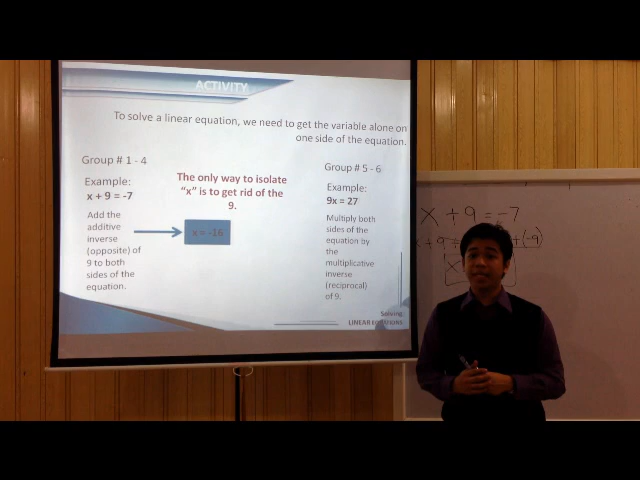 ACTIVITY
To solve a linear equation, we need to get the variable alone on
one side of the equation.
Group # 1 - 4
Example:
x + 9 = -7
Add the
additive
inverse
(opposite) of
9 to both
sides of the
equation.
The only way to isolate
“x” is to get rid of the
9.
x = -16
Group # 5 - 6
Example:
9x = 27
Multiply both
sides of the
equation by
the
multiplicative
inverse
(reciprocal)
of 9.
Solving
LINEAR EQUATIONS
x + 9 = -7
x + 9 + (-9)
x